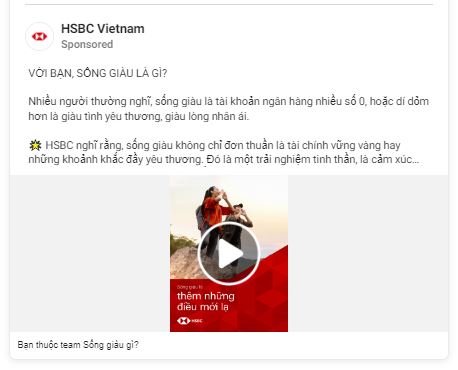 HSBC Vietnam
Sponsored
VỚI BẠN, SỐNG GIÀU LÀ GÌ?
Nhiều người thường nghĩ, sống giàu là tài khoản ngân hàng nhiều số 0, hoặc dí dỏm
hơn là giàu tình yêu thương, giàu lòng nhân ái.
HSBC nghĩ rằng, sống giàu không chỉ đơn thuần là tài chính vững vàng hay
những khoảnh khắc đầy yêu thương. Đó là một trải nghiệm tinh thần, là cảm xúc...
Sống giàu là
thêm những
điều mới lạ
HSBC
Bạn thuộc team Sống giàu gì?